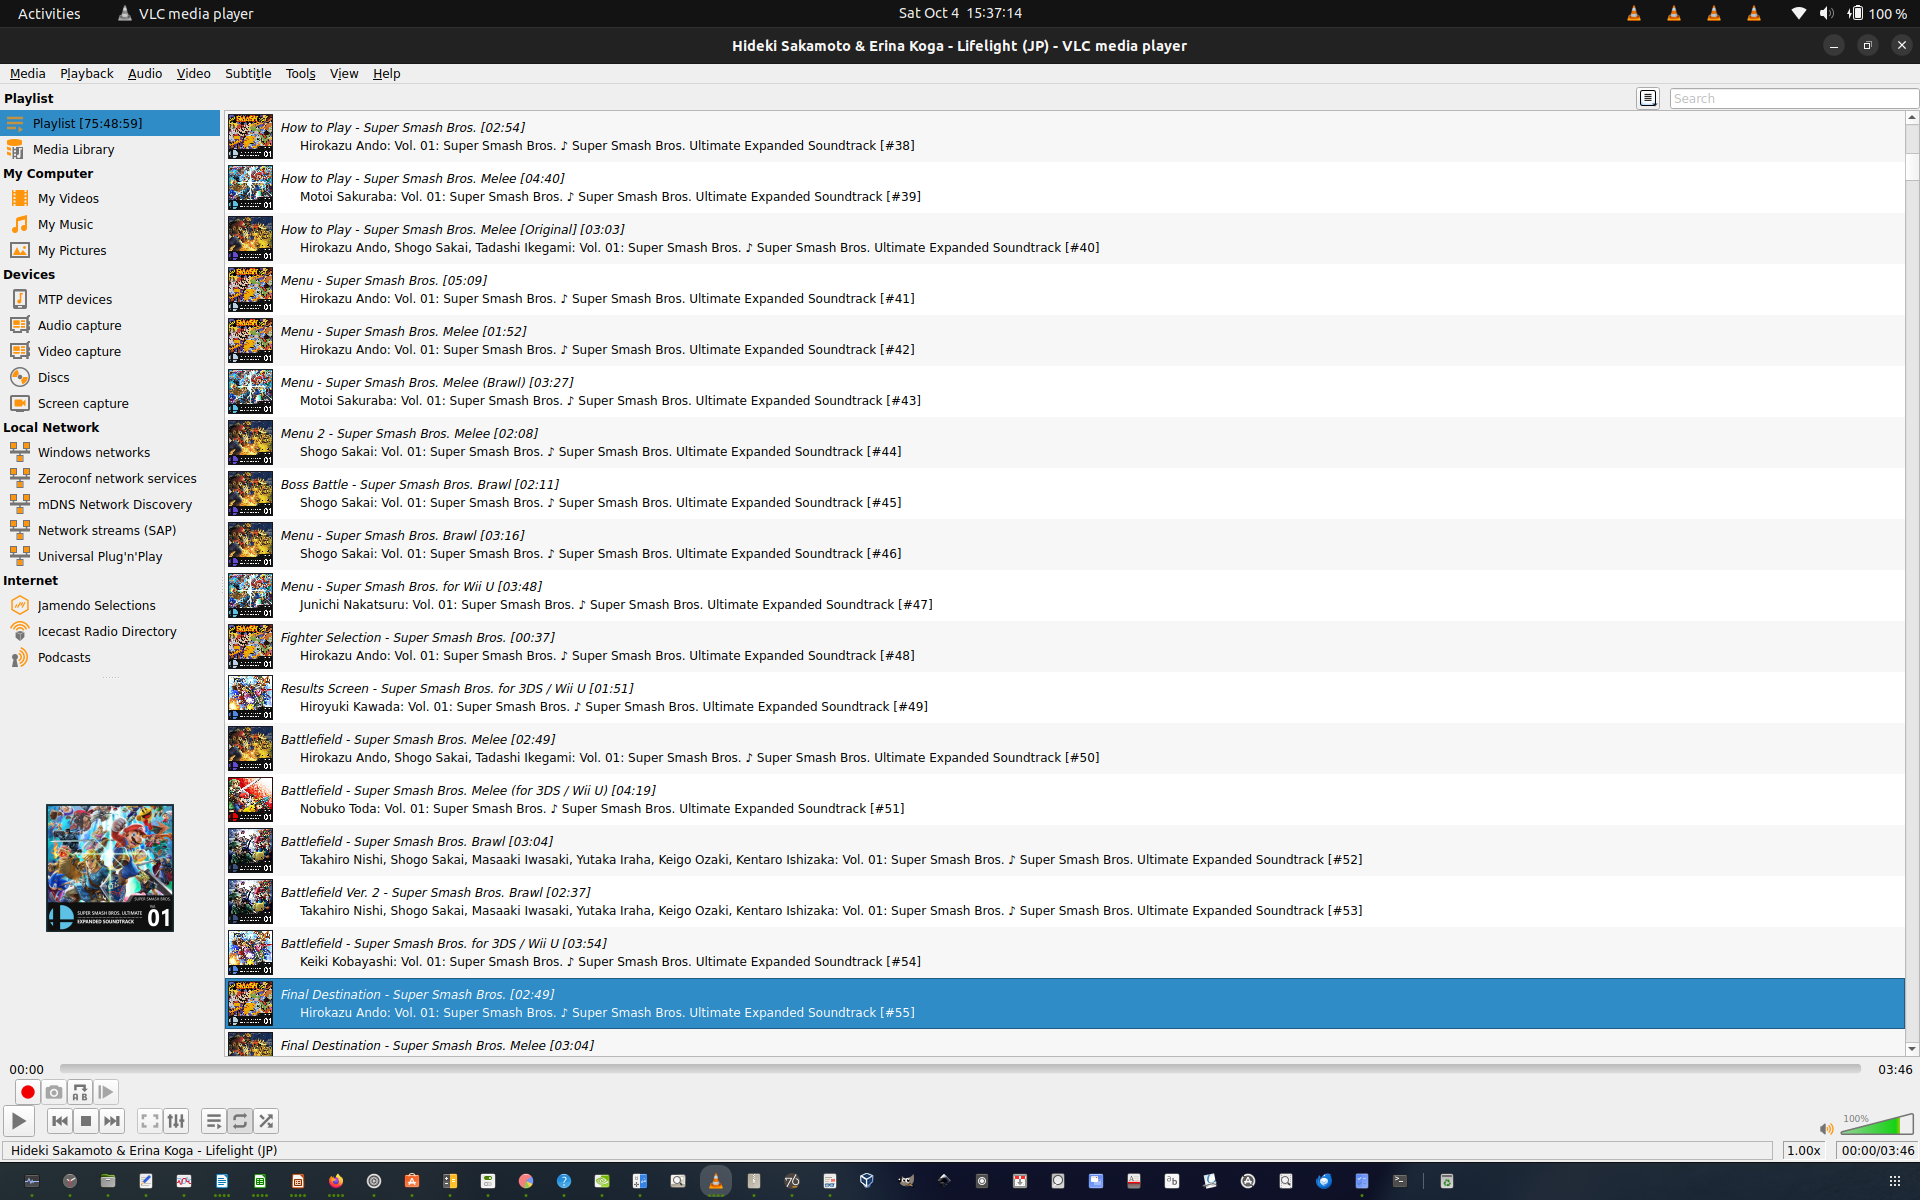 Activities
VLC media player
Sat Oct 4  15:37:14
100 %
Hideki Sakamoto & Erina Koga - Lifelight (JP) - VLC media player
Media Playback Audio Video Subtitle Tools View Help
Playlist
Search
Playlist [75:48:59]
Media Library
My Computer
My Videos
My Music
My Pictures
Devices
MTP devices
Audio capture
Video capture
Discs
Screen capture
Local Network
Windows networks
Zeroconf network services
mDNS Network Discovery
Network streams (SAP)
Universal Plug'n'Play
Internet
Jamendo Selections
Icecast Radio Directory
Podcasts
SUPER SMASH BROS. ULTIMATE
EXPANDED SOUNDTRACK
01
How to Play - Super Smash Bros. [02:54]
Hirokazu Ando: Vol. 01: Super Smash Bros. ♪ Super Smash Bros. Ultimate Expanded Soundtrack [#38]
How to Play - Super Smash Bros. Melee [04:40]
Motoi Sakuraba: Vol. 01: Super Smash Bros. ♪ Super Smash Bros. Ultimate Expanded Soundtrack [#39]
How to Play - Super Smash Bros. Melee [Original] [03:03]
Hirokazu Ando, Shogo Sakai, Tadashi Ikegami: Vol. 01: Super Smash Bros. ♪ Super Smash Bros. Ultimate Expanded Soundtrack [#40]
Menu - Super Smash Bros. [05:09]
Hirokazu Ando: Vol. 01: Super Smash Bros. ♪ Super Smash Bros. Ultimate Expanded Soundtrack [#41]
Menu - Super Smash Bros. Melee [01:52]
Hirokazu Ando: Vol. 01: Super Smash Bros. ♪ Super Smash Bros. Ultimate Expanded Soundtrack [#42]
Menu - Super Smash Bros. Melee (Brawl) [03:27]
Motoi Sakuraba: Vol. 01: Super Smash Bros. ♪ Super Smash Bros. Ultimate Expanded Soundtrack [#43]
Menu 2 - Super Smash Bros. Melee [02:08]
Shogo Sakai: Vol. 01: Super Smash Bros. ♪ Super Smash Bros. Ultimate Expanded Soundtrack [#44]
Boss Battle - Super Smash Bros. Brawl [02:11]
Shogo Sakai: Vol. 01: Super Smash Bros. ♪ Super Smash Bros. Ultimate Expanded Soundtrack [#45]
Menu - Super Smash Bros. Brawl [03:16]
Shogo Sakai: Vol. 01: Super Smash Bros. ♪ Super Smash Bros. Ultimate Expanded Soundtrack [#46]
Menu - Super Smash Bros. for Wii U [03:48]
Junichi Nakatsuru: Vol. 01: Super Smash Bros. ♪ Super Smash Bros. Ultimate Expanded Soundtrack [#47]
Fighter Selection - Super Smash Bros. [00:37]
Hirokazu Ando: Vol. 01: Super Smash Bros. ♪ Super Smash Bros. Ultimate Expanded Soundtrack [#48]
Results Screen - Super Smash Bros. for 3DS / Wii U [01:51]
Hiroyuki Kawada: Vol. 01: Super Smash Bros. ♪ Super Smash Bros. Ultimate Expanded Soundtrack [#49]
Battlefield - Super Smash Bros. Melee [02:49]
Hirokazu Ando, Shogo Sakai, Tadashi Ikegami: Vol. 01: Super Smash Bros. ♪ Super Smash Bros. Ultimate Expanded Soundtrack [#50]
Battlefield - Super Smash Bros. Melee (for 3DS / Wii U) [04:19]
Nobuko Toda: Vol. 01: Super Smash Bros. ♪ Super Smash Bros. Ultimate Expanded Soundtrack [#51]
Battlefield - Super Smash Bros. Brawl [03:04]
Takahiro Nishi, Shogo Sakai, Masaaki Iwasaki, Yutaka Iraha, Keigo Ozaki, Kentaro Ishizaka: Vol. 01: Super Smash Bros. ♪ Super Smash Bros. Ultimate Expanded Soundtrack [#52]
Battlefield Ver. 2 - Super Smash Bros. Brawl [02:37]
Takahiro Nishi, Shogo Sakai, Masaaki Iwasaki, Yutaka Iraha, Keigo Ozaki, Kentaro Ishizaka: Vol. 01: Super Smash Bros. ♪ Super Smash Bros. Ultimate Expanded Soundtrack [#53]
Battlefield - Super Smash Bros. for 3DS / Wii U [03:54]
Keiki Kobayashi: Vol. 01: Super Smash Bros. ♪ Super Smash Bros. Ultimate Expanded Soundtrack [#54]
Final Destination - Super Smash Bros. [02:49]
Hirokazu Ando: Vol. 01: Super Smash Bros. ♪ Super Smash Bros. Ultimate Expanded Soundtrack [#55]
Final Destination - Super Smash Bros. Melee [03:04]
00:00
03:46
100%
Hideki Sakamoto & Erina Koga - Lifelight (JP)
1.00x
00:00/03:46